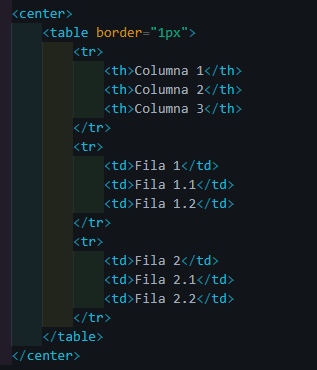 <center>
    <table border="1px">
        <tr>
            <th>Columna 1</th>
            <th>Columna 2</th>
            <th>Columna 3</th>
        </tr>
        <tr>
            <td>Fila 1</td>
            <td>Fila 1.1</td>
            <td>Fila 1.2</td>
        </tr>
        <tr>
            <td>Fila 2</td>
            <td>Fila 2.1</td>
            <td>Fila 2.2</td>
        </tr>
    </table>
</center>